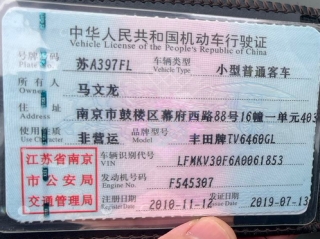 中华人民共和国机动车行驶证
Vehicle License of the People's Republic of China
号牌号码 苏A397FL 车辆类型 小型普通客车
Plate No. Vehicle Type
所有人 马文龙
Owner
住址 南京市鼓楼区幕府西路88号16幢一单元403
Address
使用性质 非营运 品牌型号 丰田牌TV6460GL
车辆识别代号 LFMKV30F6A0061853
VIN
发动机号码 F545307
Engine No.
注册日期 2010-11-12 发证日期 2019-07-13
江苏省南京
市公安局
交通管理局